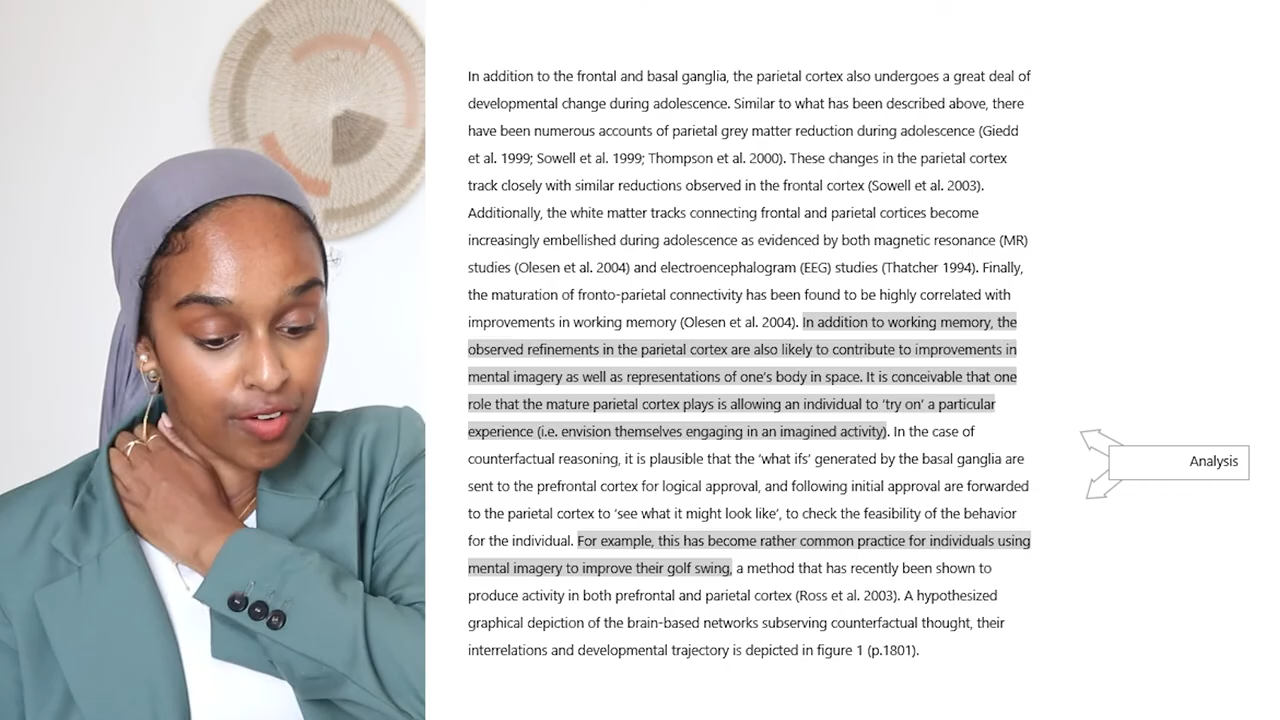 In addition to the frontal and basal ganglia, the parietal cortex also undergoes a great deal of
developmental change during adolescence. Similar to what has been described above, there
have been numerous accounts of parietal grey matter reduction during adolescence (Giedd
et al. 1999; Sowell et al. 1999; Thompson et al. 2000). These changes in the parietal cortex
track closely with similar reductions observed in the frontal cortex (Sowell et al. 2003).
Additionally, the white matter tracks connecting frontal and parietal cortices become
increasingly embellished during adolescence as evidenced by both magnetic resonance (MR)
studies (Olesen et al. 2004) and electroencephalogram (EEG) studies (Thatcher 1994). Finally,
the maturation of fronto-parietal connectivity has been found to be highly correlated with
improvements in working memory (Olesen et al. 2004). In addition to working memory, the
observed refinements in the parietal cortex are also likely to contribute to improvements in
mental imagery as well as representations of one's body in space. It is conceivable that one
role that the mature parietal cortex plays is allowing an individual to 'try on' a particular
experience (i.e. envision themselves engaging in an imagined activity). In the case of
counterfactual reasoning, it is plausible that the 'what ifs' generated by the basal ganglia are
sent to the prefrontal cortex for logical approval, and following initial approval are forwarded
to the parietal cortex to 'see what it might look like', to check the feasibility of the behavior
for the individual. For example, this has become rather common practice for individuals using
mental imagery to improve their golf swing, a method that has recently been shown to
produce activity in both prefrontal and parietal cortex (Ross et al. 2003). A hypothesized
graphical depiction of the brain-based networks subserving counterfactual thought, their
interrelations and developmental trajectory is depicted in figure 1 (p.1801).
Analysis